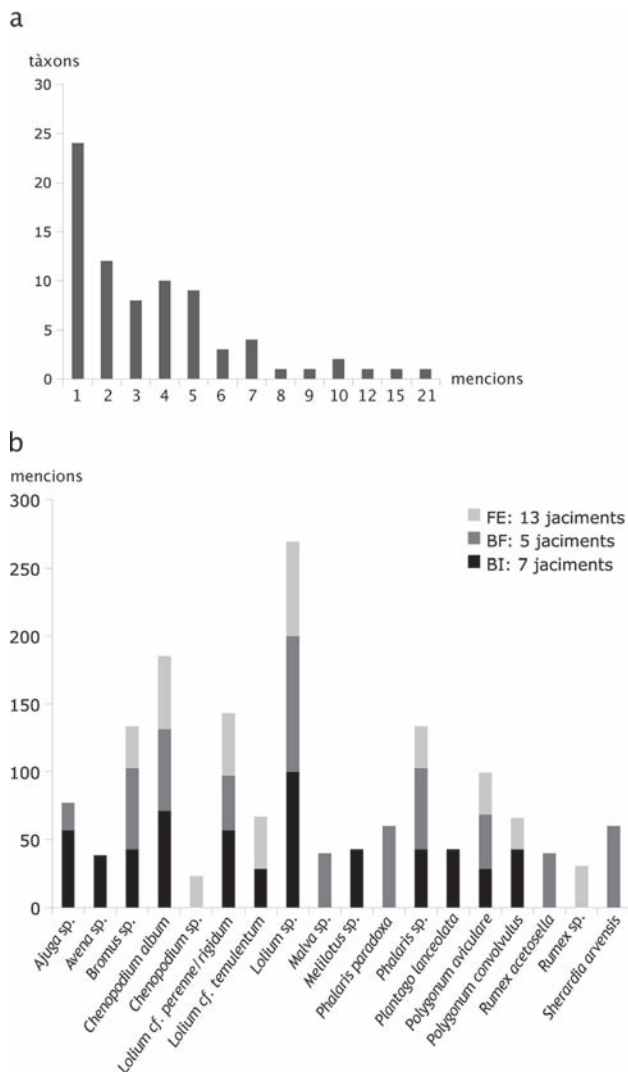 a
tàxons
30
25
20
15
10
5
0
1 2 3 4 5 6 7 8 9 10 12 15 21
mencions
b
mencions
300
250
200
150
100
50
0
FE: 13 jaciments
BF: 5 jaciments
BI: 7 jaciments
Ajuga sp.
Avena sp.
Bromus sp.
Chenopodium album
Chenopodium sp.
Lolium cf. perenne/rigidum
Lolium cf. temulentum
Lolium sp.
Malva sp.
Melilotus sp.
Phalaris paradoxa
Phalaris sp.
Plantago lanceolata
Polygonum aviculare
Polygonum convolvulus
Rumex acetosella
Rumex sp.
Sherardia arvensis